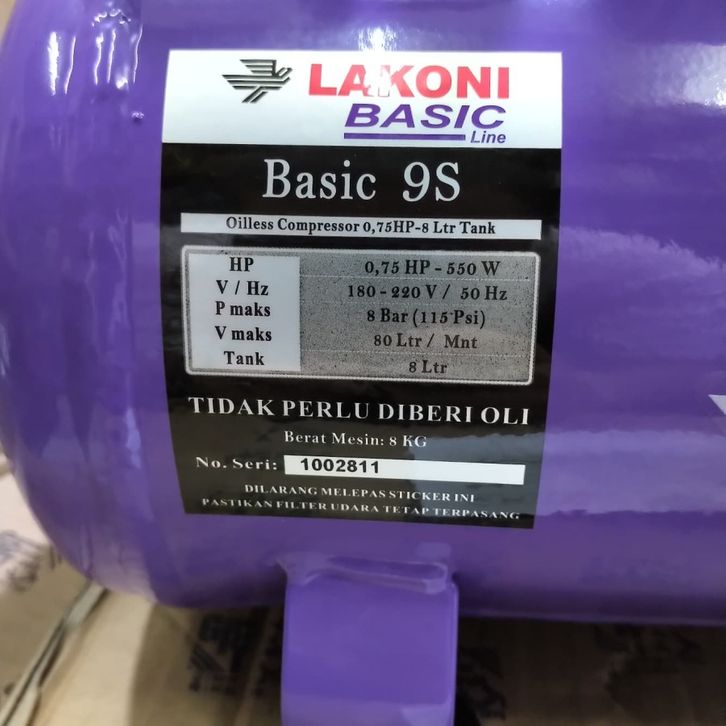 LAKONI
BASIC
Line
Basic 9S
Oilless Compressor 0,75HP-8 Ltr Tank
HP 0,75 HP - 550 W
V / Hz 180 - 220 V / 50 Hz
P maks 8 Bar (115 Psi)
V maks 80 Ltr / Mnt
Tank 8 Ltr
TIDAK PERLU DIBERI OLI
Berat Mesin: 8 KG
No. Seri: 1002811
DILARANG MELEPAS STICKER INI
PASTIKAN FILTER UDARA TETAP TERPASANG